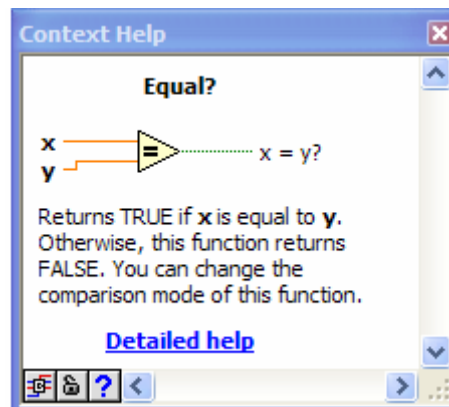 Context Help
Equal?
x
y
=
x = y?
Returns TRUE if x is equal to y.
Otherwise, this function returns
FALSE. You can change the
comparison mode of this function.
Detailed help
?